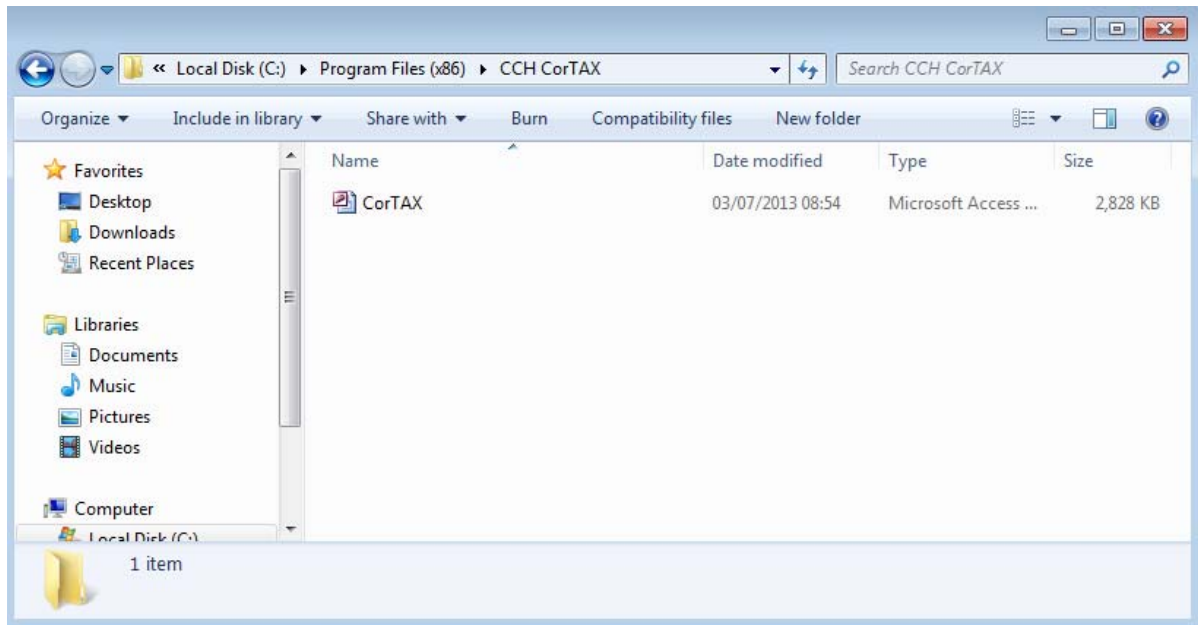 « Local Disk (C:) ▸ Program Files (x86) ▸ CCH CorTAX Search CCH CorTAX
Organize Include in library Share with Burn Compatibility files New folder
Favorites
Desktop
Downloads
Recent Places
Libraries
Documents
Music
Pictures
Videos
Computer
Local Disk (C:)
Name Date modified Type Size
CorTAX 03/07/2013 08:54 Microsoft Access ... 2,828 KB
1 item